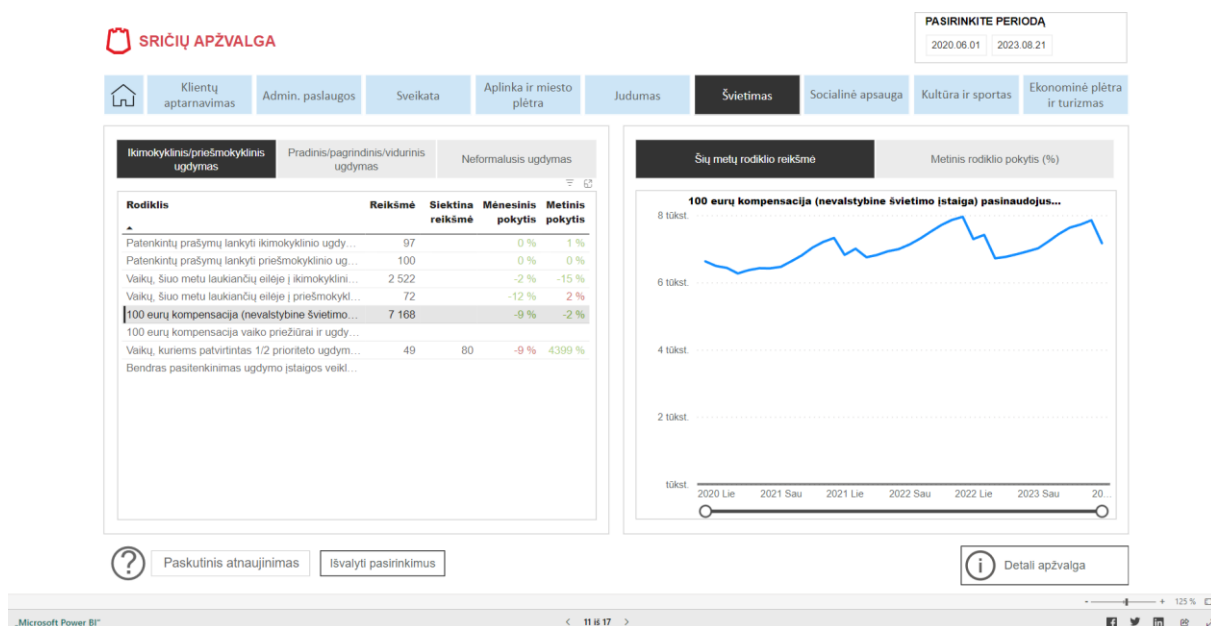 SRIČIŲ APŽVALGA
PASIRINKITE PERIODĄ
2020.06.01 2023.08.21
Klientų aptarnavimas
Admin. paslaugos
Sveikata
Aplinka ir miesto plėtra
Judumas
Švietimas
Socialinė apsauga
Kultūra ir sportas
Ekonominė plėtra ir turizmas
Ikimokyklinis/priešmokyklinis ugdymas
Pradinis/pagrindinis/vidurinis ugdymas
Neformalusis ugdymas
Rodiklis Reikšmė Siektina reikšmė Mėnesinis pokytis Metinis pokytis
Patenkintų prašymų lankyti ikimokyklinio ugdy... 97 0 % 1 %
Patenkintų prašymų lankyti priešmokyklinio ug... 100 0 % 0 %
Vaikų, šiuo metu laukiančių eilėje į ikimokyklini... 2 522 -2 % -15 %
Vaikų, šiuo metu laukiančių eilėje į priešmokykl... 72 -12 % 2 %
100 eurų kompensacija (nevalstybine švietimo... 7 168 -9 % -2 %
100 eurų kompensacija vaiko priežiūrai ir ugdy...
Vaikų, kuriems patvirtintas 1/2 prioriteto ugdym... 49 80 -9 % 4399 %
Bendras pasitenkinimas ugdymo įstaigos veikl...
Šių metų rodiklio reikšmė
Metinis rodiklio pokytis (%)
100 eurų kompensacija (nevalstybine švietimo įstaiga) pasinaudojus...
8 tūkst.
6 tūkst.
4 tūkst.
2 tūkst.
tūkst.
2020 Lie 2021 Sau 2021 Lie 2022 Sau 2022 Lie 2023 Sau 20...
? Paskutinis atnaujinimas
Išvalyti pasirinkimus
i Detali apžvalga
- + 125 %
„Microsoft Power BI“
< 11 iš 17 >